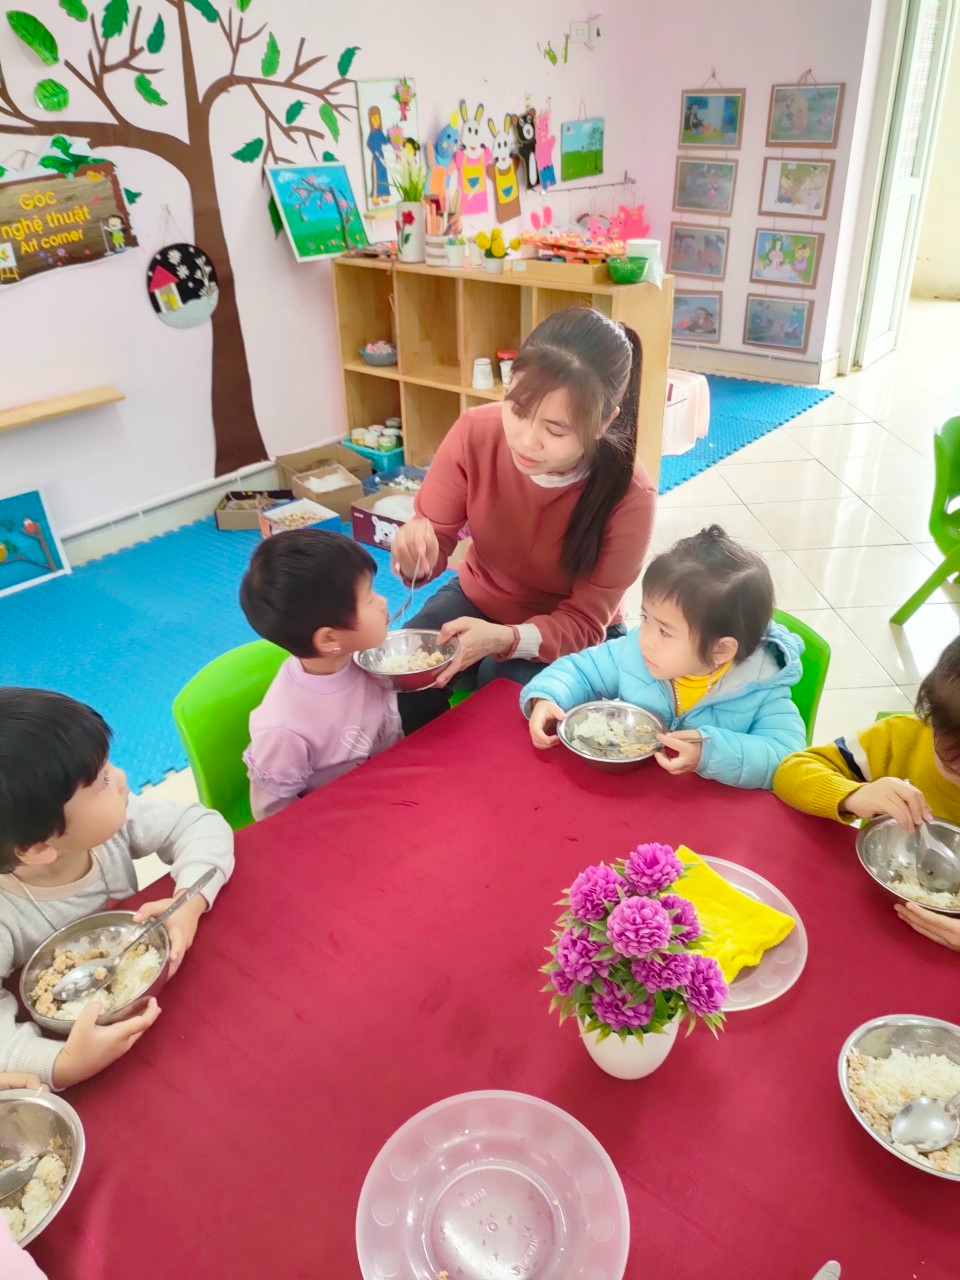 Góc
nghệ thuật
Art corner